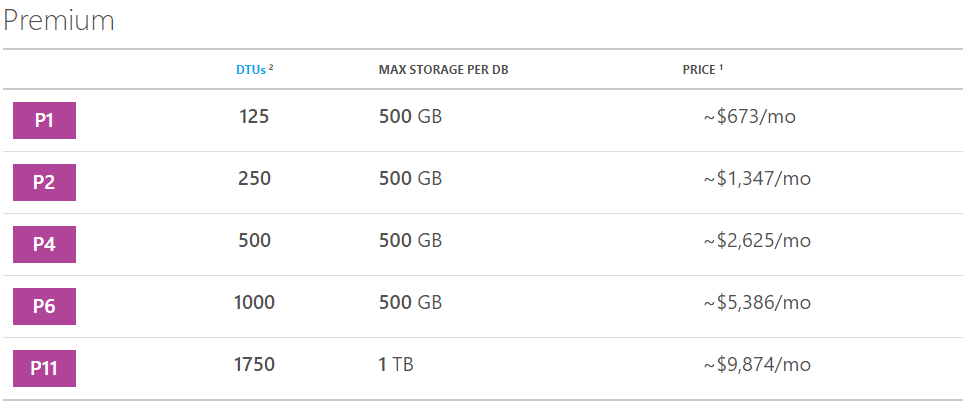 Premium
DTUs ² MAX STORAGE PER DB PRICE ¹
P1 125 500 GB ~$673/mo
P2 250 500 GB ~$1,347/mo
P4 500 500 GB ~$2,625/mo
P6 1000 500 GB ~$5,386/mo
P11 1750 1 TB ~$9,874/mo